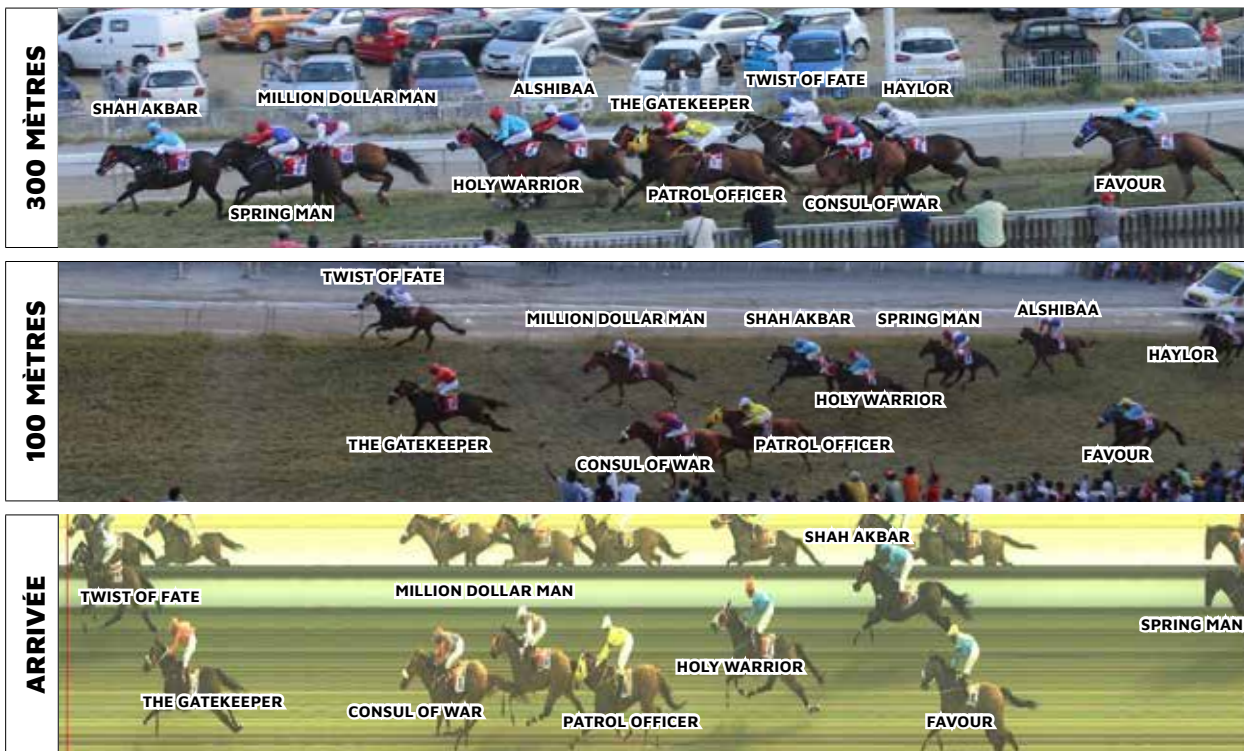 300 MÈTRES
SHAH AKBAR
MILLION DOLLAR MAN
ALSHIBAA
THE GATEKEEPER
TWIST OF FATE
HAYLOR
SPRING MAN
HOLY WARRIOR
PATROL OFFICER
CONSUL OF WAR
FAVOUR
100 MÈTRES
TWIST OF FATE
MILLION DOLLAR MAN
SHAH AKBAR
SPRING MAN
ALSHIBAA
HAYLOR
THE GATEKEEPER
HOLY WARRIOR
CONSUL OF WAR
PATROL OFFICER
FAVOUR
ARRIVÉE
SHAH AKBAR
TWIST OF FATE
MILLION DOLLAR MAN
SPRING MAN
THE GATEKEEPER
CONSUL OF WAR
PATROL OFFICER
HOLY WARRIOR
FAVOUR